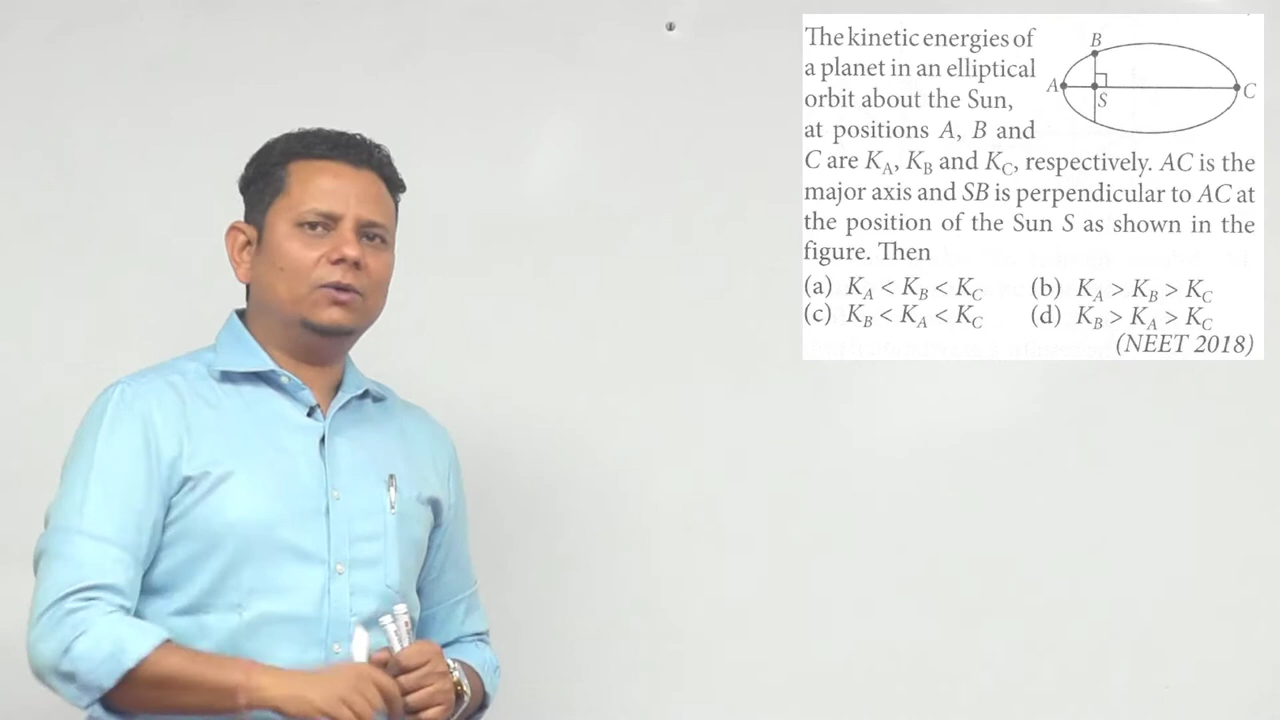 The kinetic energies of
a planet in an elliptical
orbit about the Sun,
at positions A, B and
C are K_A, K_B and K_C, respectively. AC is the
major axis and SB is perpendicular to AC at
the position of the Sun S as shown in the
figure. Then
(a) K_A < K_B < K_C (b) K_A > K_B > K_C
(c) K_B < K_A < K_C (d) K_B > K_A > K_C
(NEET 2018)
B
A
S
C